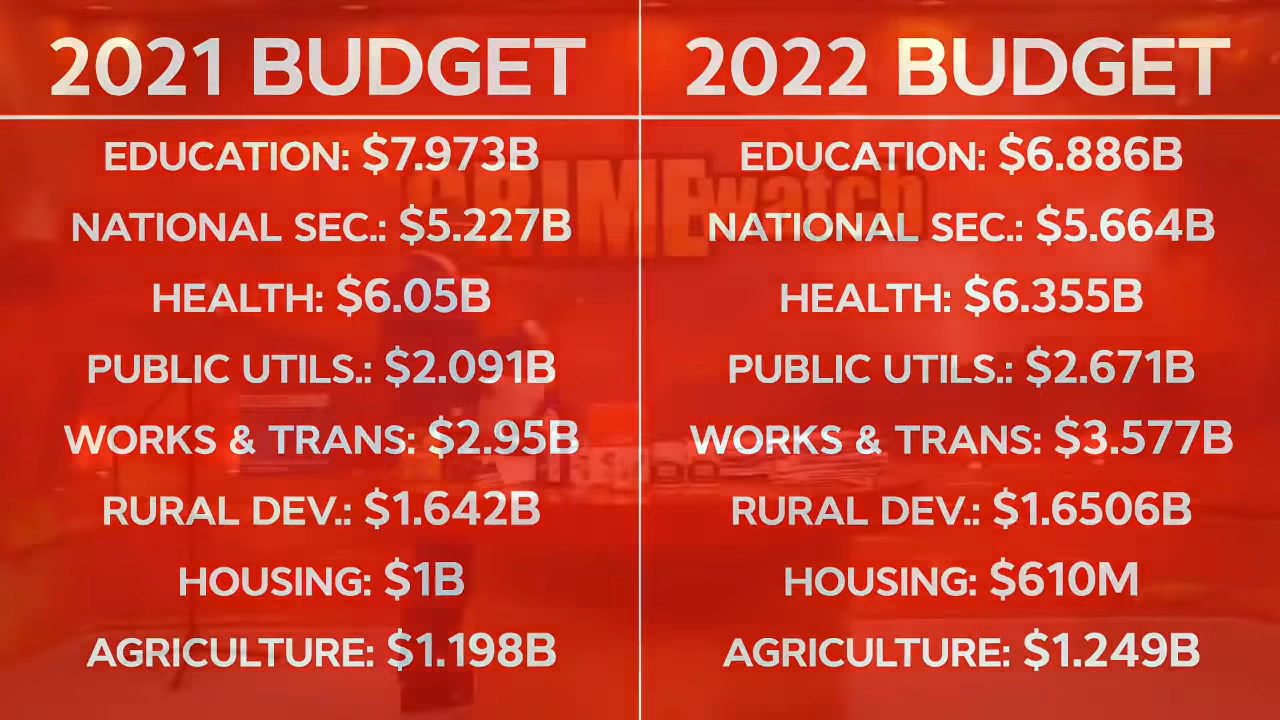 2021 BUDGET
EDUCATION: $7.973B
NATIONAL SEC.: $5.227B
HEALTH: $6.05B
PUBLIC UTILS.: $2.091B
WORKS & TRANS: $2.95B
RURAL DEV.: $1.642B
HOUSING: $1B
AGRICULTURE: $1.198B
2022 BUDGET
EDUCATION: $6.886B
NATIONAL SEC.: $5.664B
HEALTH: $6.355B
PUBLIC UTILS.: $2.671B
WORKS & TRANS: $3.577B
RURAL DEV.: $1.6506B
HOUSING: $610M
AGRICULTURE: $1.249B
CRIMEwatch